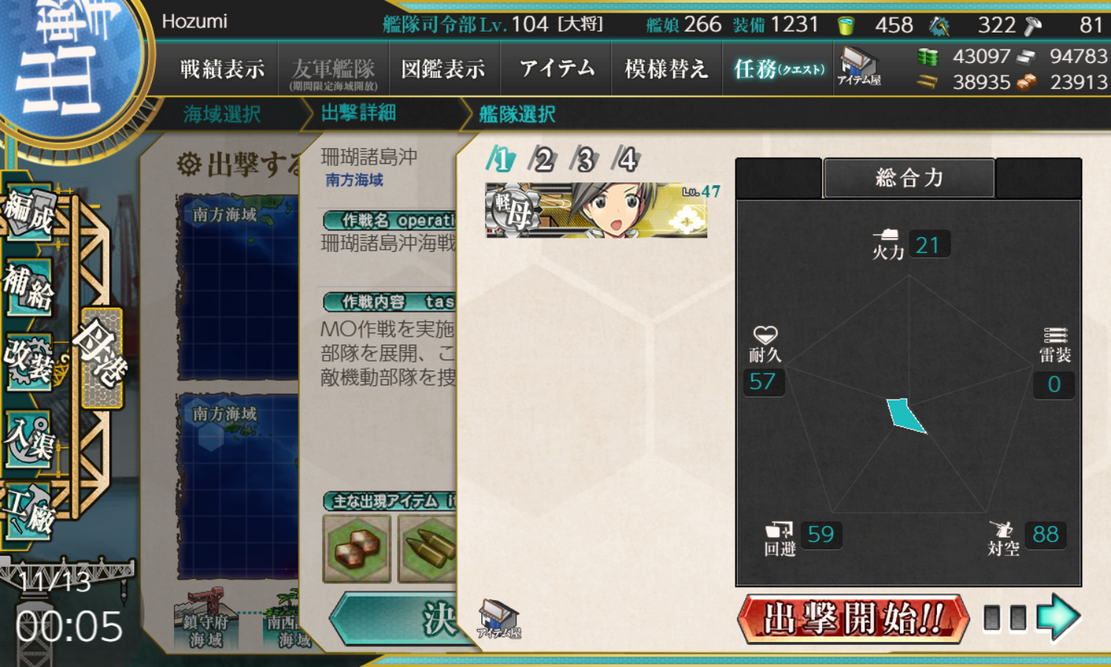 出撃
Hozumi
艦隊司令部Lv.104 [大将]
艦娘 266 装備 1231 458 322 81
戦績表示
友軍艦隊
(期間限定海域開放)
図鑑表示
アイテム
模様替え
任務(クエスト)
アイテム屋
43097 94783
38935 23913
海域選択
出撃詳細
艦隊選択
出撃する
南方海域
南方海域
鎮守府
海域
南西
海域
珊瑚諸島沖
南方海域
作戦名 operati
珊瑚諸島沖海戦
作戦内容 tas
MO作戦を実施
部隊を展開、こ
敵機動部隊を捜
主な出現アイテム it
決
1 2 3 4
軽母
Lv.47
アイテム屋
総合力
火力 21
耐久
57
雷装
0
回避 59
対空 88
出撃開始!!
編成
補給
改装
入渠
工廠
母港
11/13
00:05